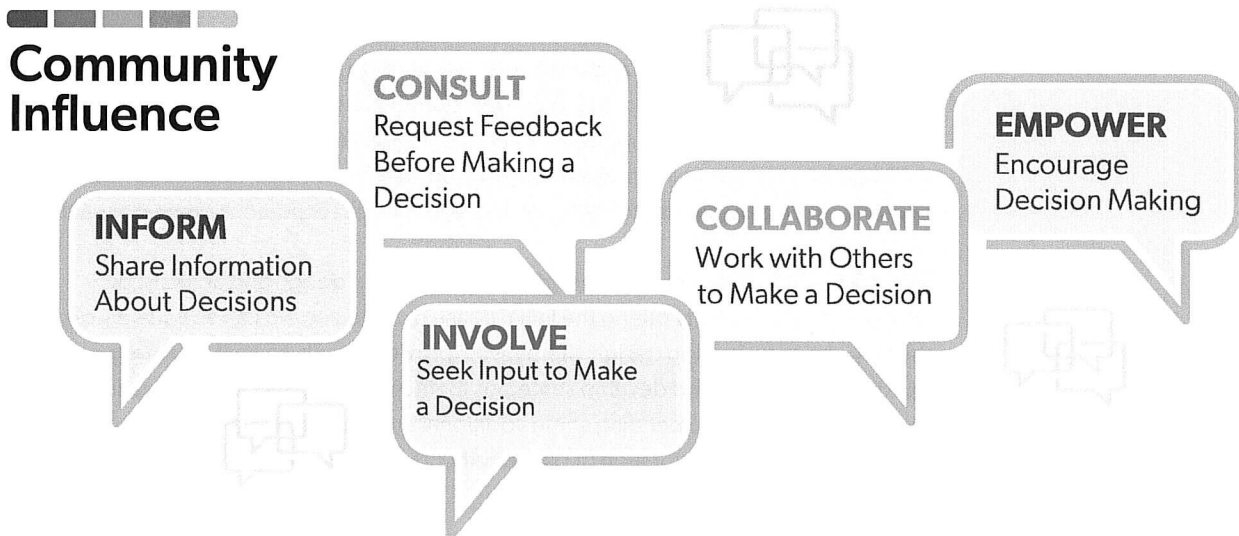 Community
Influence
INFORM
Share Information
About Decisions
CONSULT
Request Feedback
Before Making a
Decision
INVOLVE
Seek Input to Make
a Decision
COLLABORATE
Work with Others
to Make a Decision
EMPOWER
Encourage
Decision Making